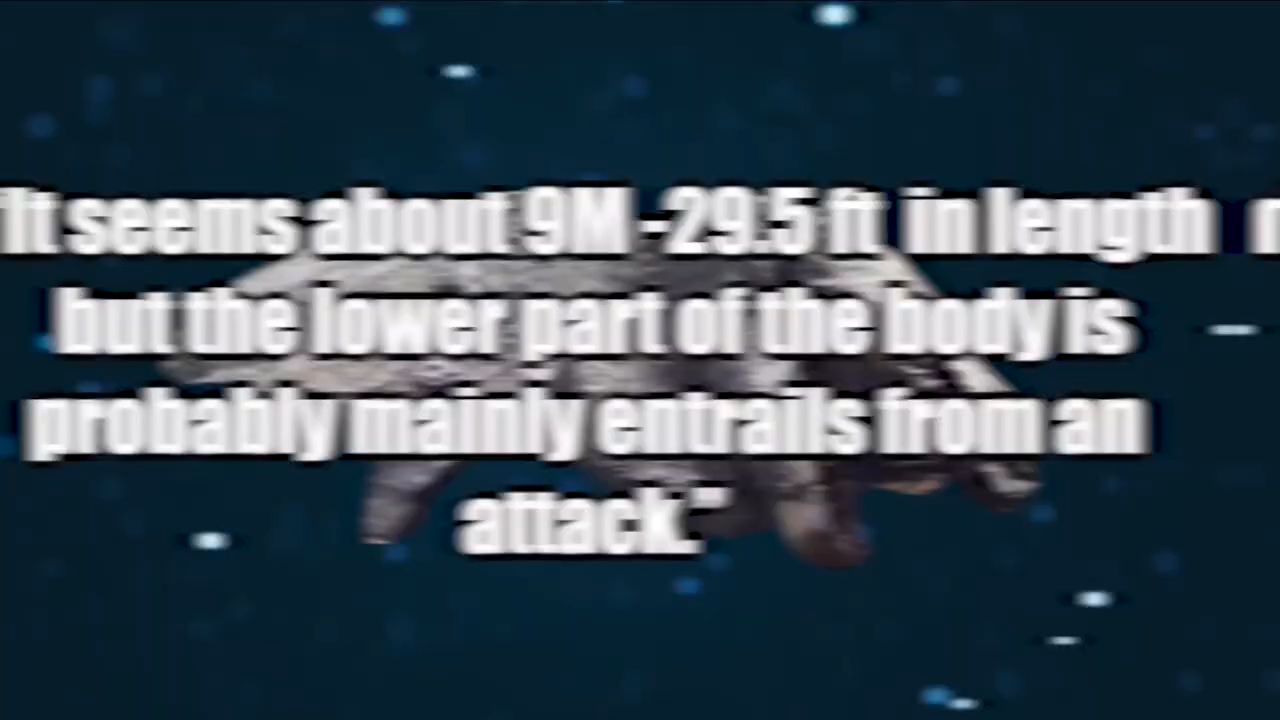 "It seems about 9M -29.5 ft in length
but the lower part of the body is
probably mainly entrails from an
attack."